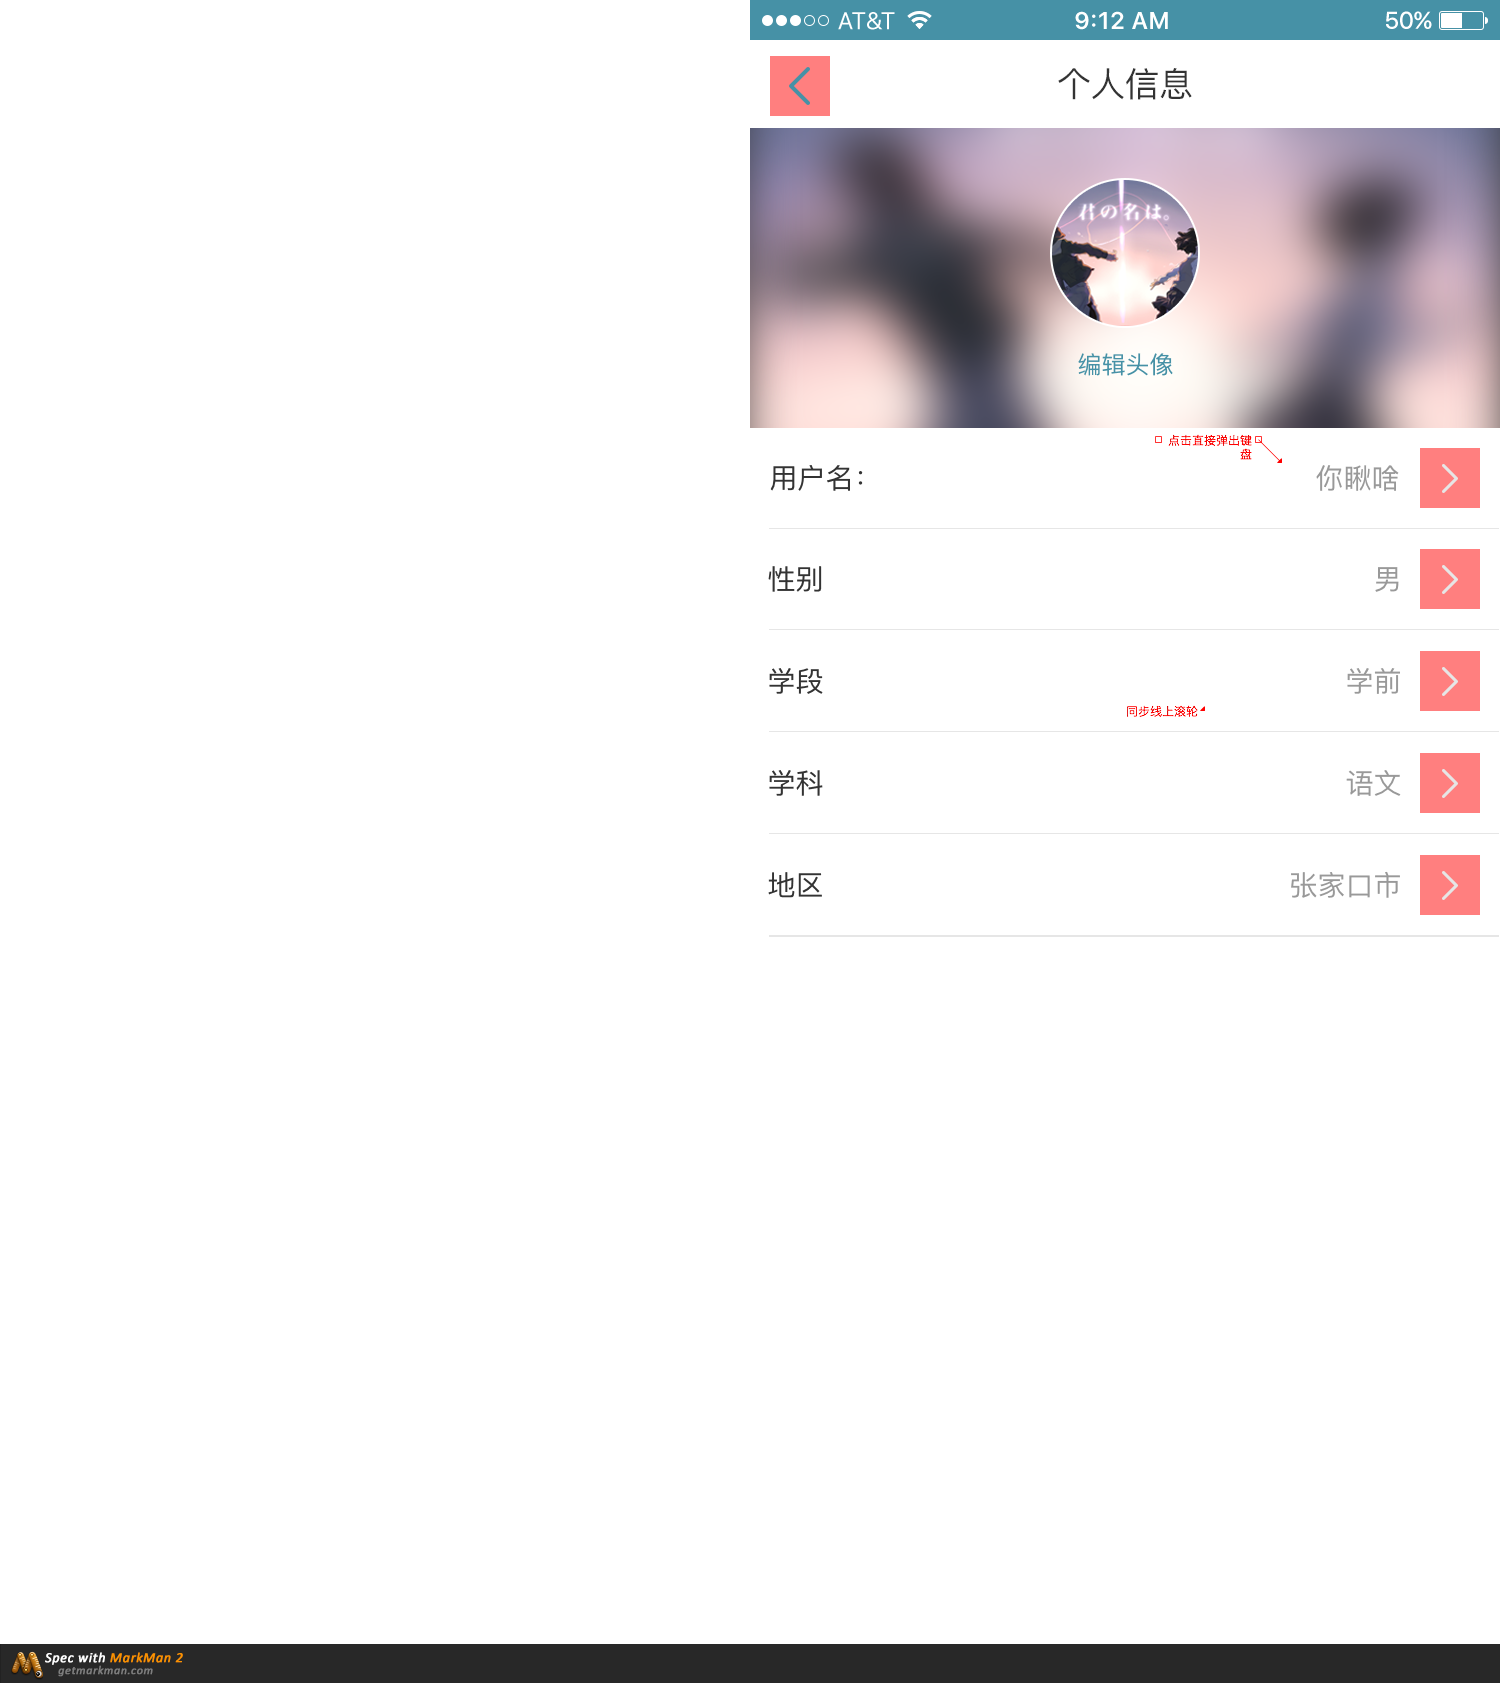 AT&T 9:12 AM 50%
个人信息
君の名は。
编辑头像
点击直接弹出键
盘
用户名： 你瞅啥
性别 男
学段 学前
同步线上滚轮
学科 语文
地区 张家口市
Spec with MarkMan 2
getmarkman.com